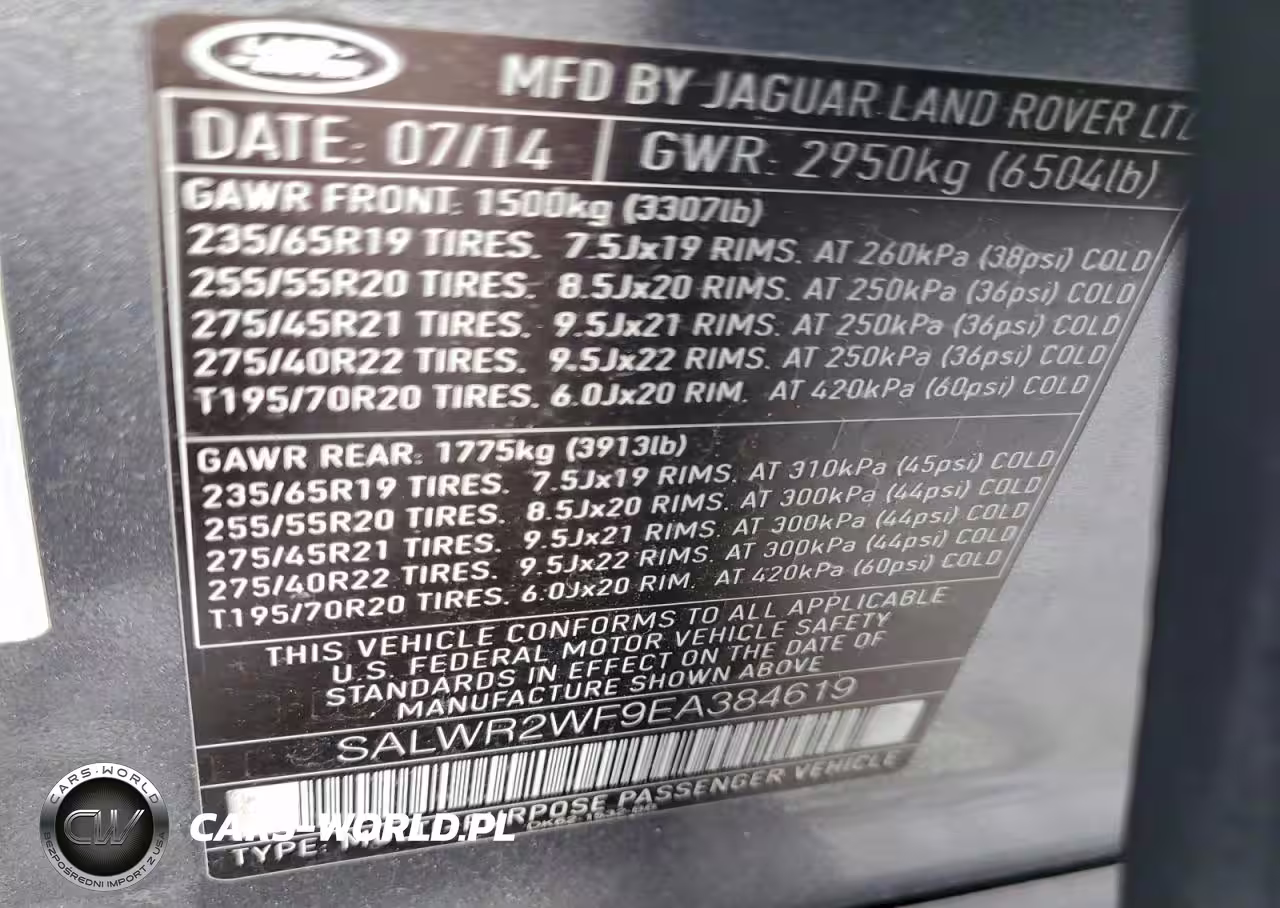 LAND ROVER
MFD BY JAGUAR LAND ROVER LTD
DATE: 07/14 GWR: 2950kg (6504lb)
GAWR FRONT: 1500kg (3307lb)
235/65R19 TIRES. 7.5Jx19 RIMS. AT 260kPa (38psi) COLD
255/55R20 TIRES. 8.5Jx20 RIMS. AT 250kPa (36psi) COLD
275/45R21 TIRES. 9.5Jx21 RIMS. AT 250kPa (36psi) COLD
275/40R22 TIRES. 9.5Jx22 RIMS. AT 250kPa (36psi) COLD
T195/70R20 TIRES. 6.0Jx20 RIM. AT 420kPa (60psi) COLD
GAWR REAR: 1775kg (3913lb)
235/65R19 TIRES. 7.5Jx19 RIMS. AT 310kPa (45psi) COLD
255/55R20 TIRES. 8.5Jx20 RIMS. AT 300kPa (44psi) COLD
275/45R21 TIRES. 9.5Jx21 RIMS. AT 300kPa (44psi) COLD
275/40R22 TIRES. 9.5Jx22 RIMS. AT 300kPa (44psi) COLD
T195/70R20 TIRES. 6.0Jx20 RIM. AT 420kPa (60psi) COLD
THIS VEHICLE CONFORMS TO ALL APPLICABLE
U.S. FEDERAL MOTOR VEHICLE SAFETY
STANDARDS IN EFFECT ON THE DATE OF
MANUFACTURE SHOWN ABOVE
SALWR2WF9EA384619
TYPE: PASSENGER VEHICLE
CARS-WORLD
CW
BEZPOŚREDNI IMPORT Z USA
CARS-WORLD.PL